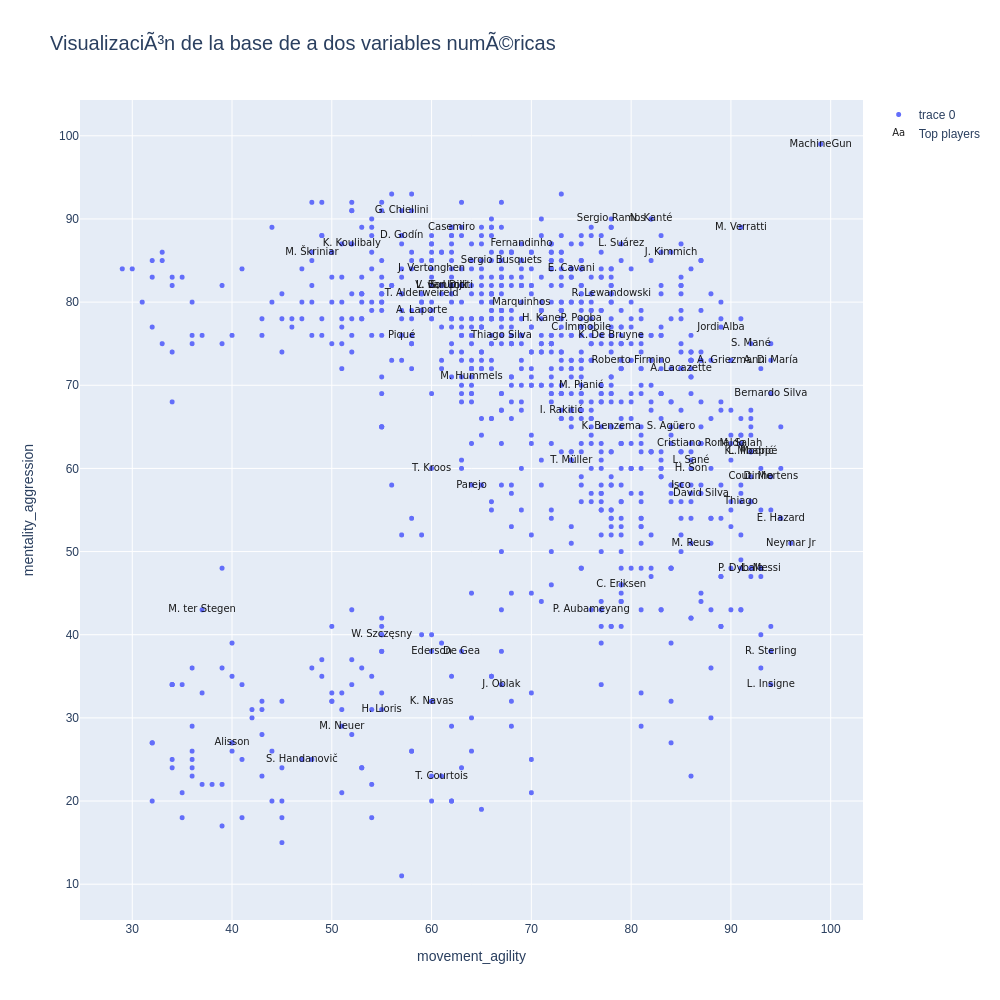 VisualizaciÃ³n de la base de a dos variables numÃ©ricas
trace 0
Aa Top players
100
MachineGun
90
G. Chiellini
Casemiro
Sergio Ramos
N. Kanté
M. Verratti
D. Godín
K. Koulibaly
Fernandinho
L. Suárez
M. Škriniar
J. Kimmich
Sergio Busquets
J. Vertonghen
E. Cavani
T. Alderweireld
R. Lewandowski
80
Marquinhos
A. Laporte
H. Kane
P. Pogba
C. Immobile
Jordi Alba
Piqué
Thiago Silva
K. De Bruyne
S. Mané
Roberto Firmino
A. Griezmann
Á. Di María
A. Lacazette
M. Hummels
70
M. Pjanić
Bernardo Silva
I. Rakitić
K. Benzema
S. Agüero
Cristiano Ronaldo
M. Salah
K. Mbappé
L. Modrić
T. Müller
L. Sané
60
T. Kroos
H. Son
Coutinho
D. Mertens
Parejo
Isco
David Silva
Thiago
E. Hazard
M. Reus
Neymar Jr
50
P. Dybala
L. Messi
C. Eriksen
M. ter Stegen
P. Aubameyang
40
W. Szczęsny
Ederson
De Gea
R. Sterling
J. Oblak
L. Insigne
K. Navas
H. Lloris
30
M. Neuer
Alisson
S. Handanovič
T. Courtois
20
10
30
40
50
60
70
80
90
100
movement_agility
mentality_aggression